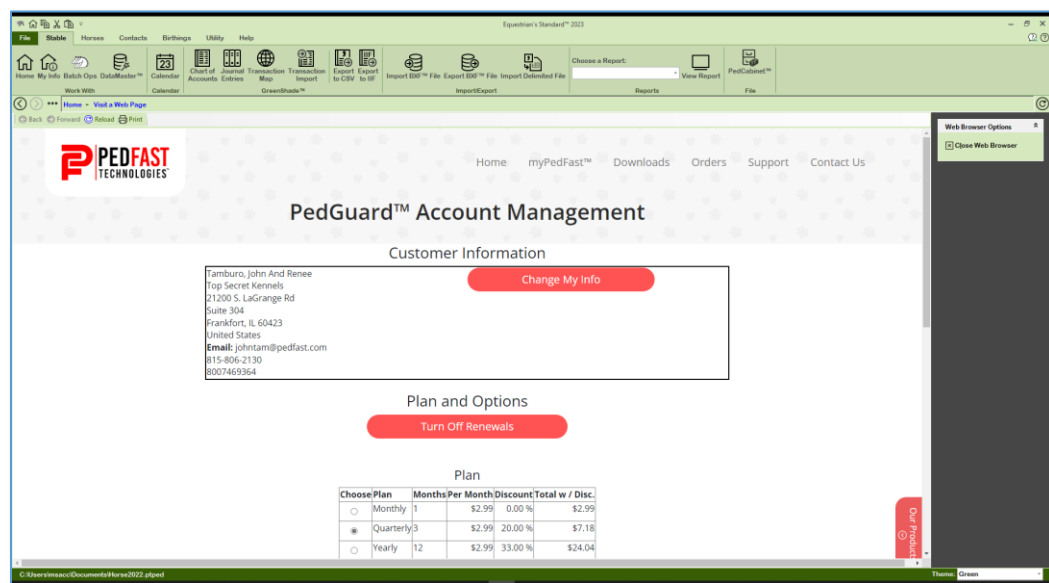 Equestrian's Standard™ 2023
File Stable Horses Contacts Birthings Utility Help
Home My Info Batch Ops DataMaster™ Calendar Chart of Accounts Journal Entries Transaction Map Transaction Import Export to CSV Export to IIF Import BXF™ File Export BXF™ File Import Delimited File Choose a Report: View Report PedCabinet™
23
Work With Calendar GreenShade™ Import/Export Reports File
Home Visit a Web Page
Back Forward Reload Print
Web Browser Options
Close Web Browser
PEDFAST
TECHNOLOGIES
Home myPedFast™ Downloads Orders Support Contact Us
PedGuard™ Account Management
Customer Information
Tamburo, John And Renee
Change My Info
Top Secret Kennels
21200 S. LaGrange Rd
Suite 304
Frankfort, IL 60423
United States
Email: johntam@pedfast.com
815-806-2130
8007469364
Plan and Options
Turn Off Renewals
Plan
Choose Plan Months Per Month Discount Total w / Disc.
Monthly 1 $2.99 0.00 % $2.99
Quarterly 3 $2.99 20.00 % $7.18
Yearly 12 $2.99 33.00 % $24.04
Our Product
C:\Users\msacc\Documents\Horse2022.ptped
Theme: Green